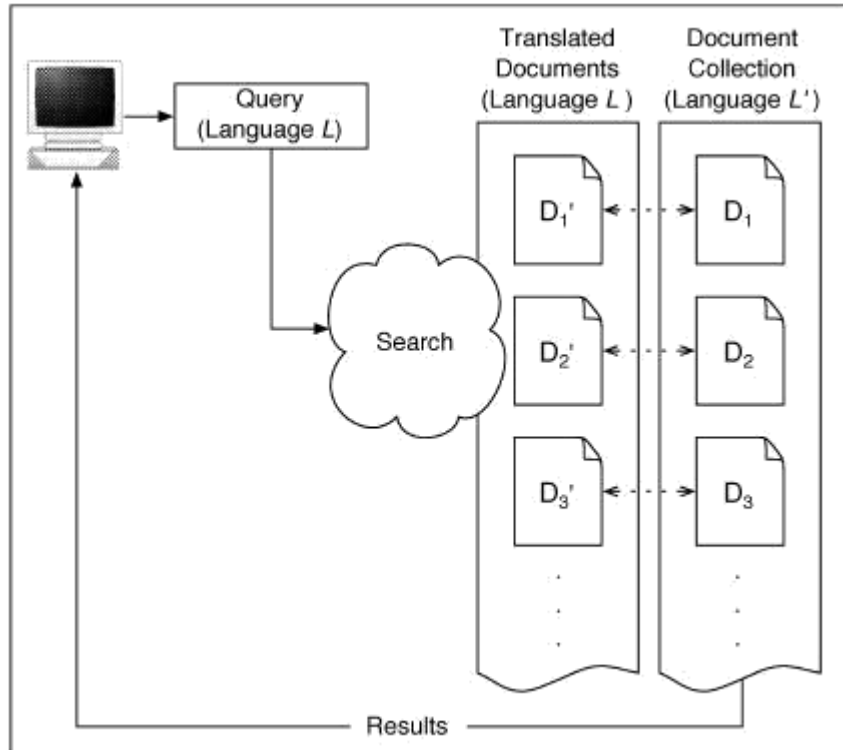 Query
(Language L)
Translated
Documents
(Language L )
Document
Collection
(Language L')
D1'
D1
Search
D2'
D2
D3'
D3
Results